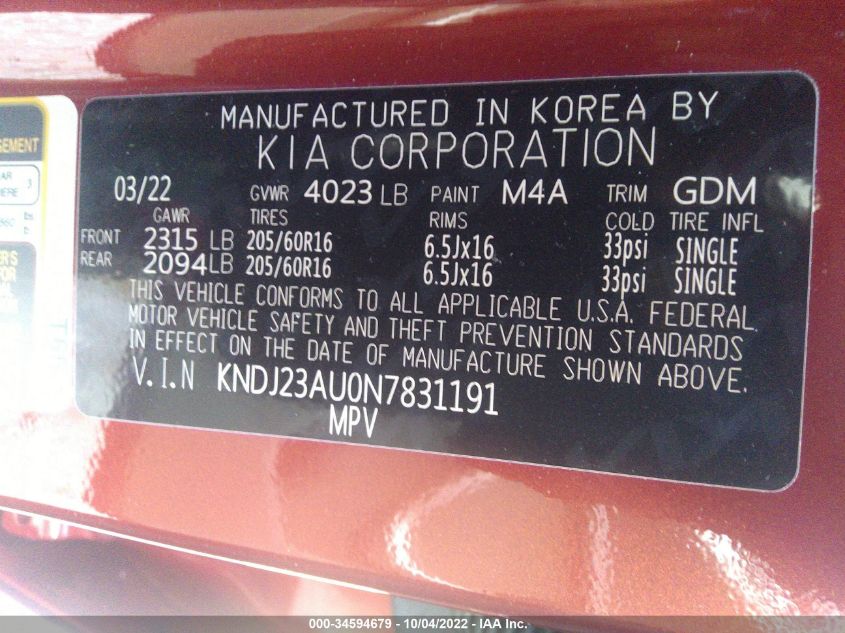 MANUFACTURED IN KOREA BY
KIA CORPORATION
03/22 GVWR 4023 LB PAINT M4A TRIM GDM
GAWR TIRES RIMS COLD TIRE INFL
FRONT 2315 LB 205/60R16 6.5Jx16 33psi SINGLE
REAR 2094 LB 205/60R16 6.5Jx16 33psi SINGLE
THIS VEHICLE CONFORMS TO ALL APPLICABLE U.S.A. FEDERAL
MOTOR VEHICLE SAFETY AND THEFT PREVENTION STANDARDS
IN EFFECT ON THE DATE OF MANUFACTURE SHOWN ABOVE.
V.I.N KNDJ23AU0N7831191
MPV
000-34594679 - 10/04/2022 - IAA Inc.